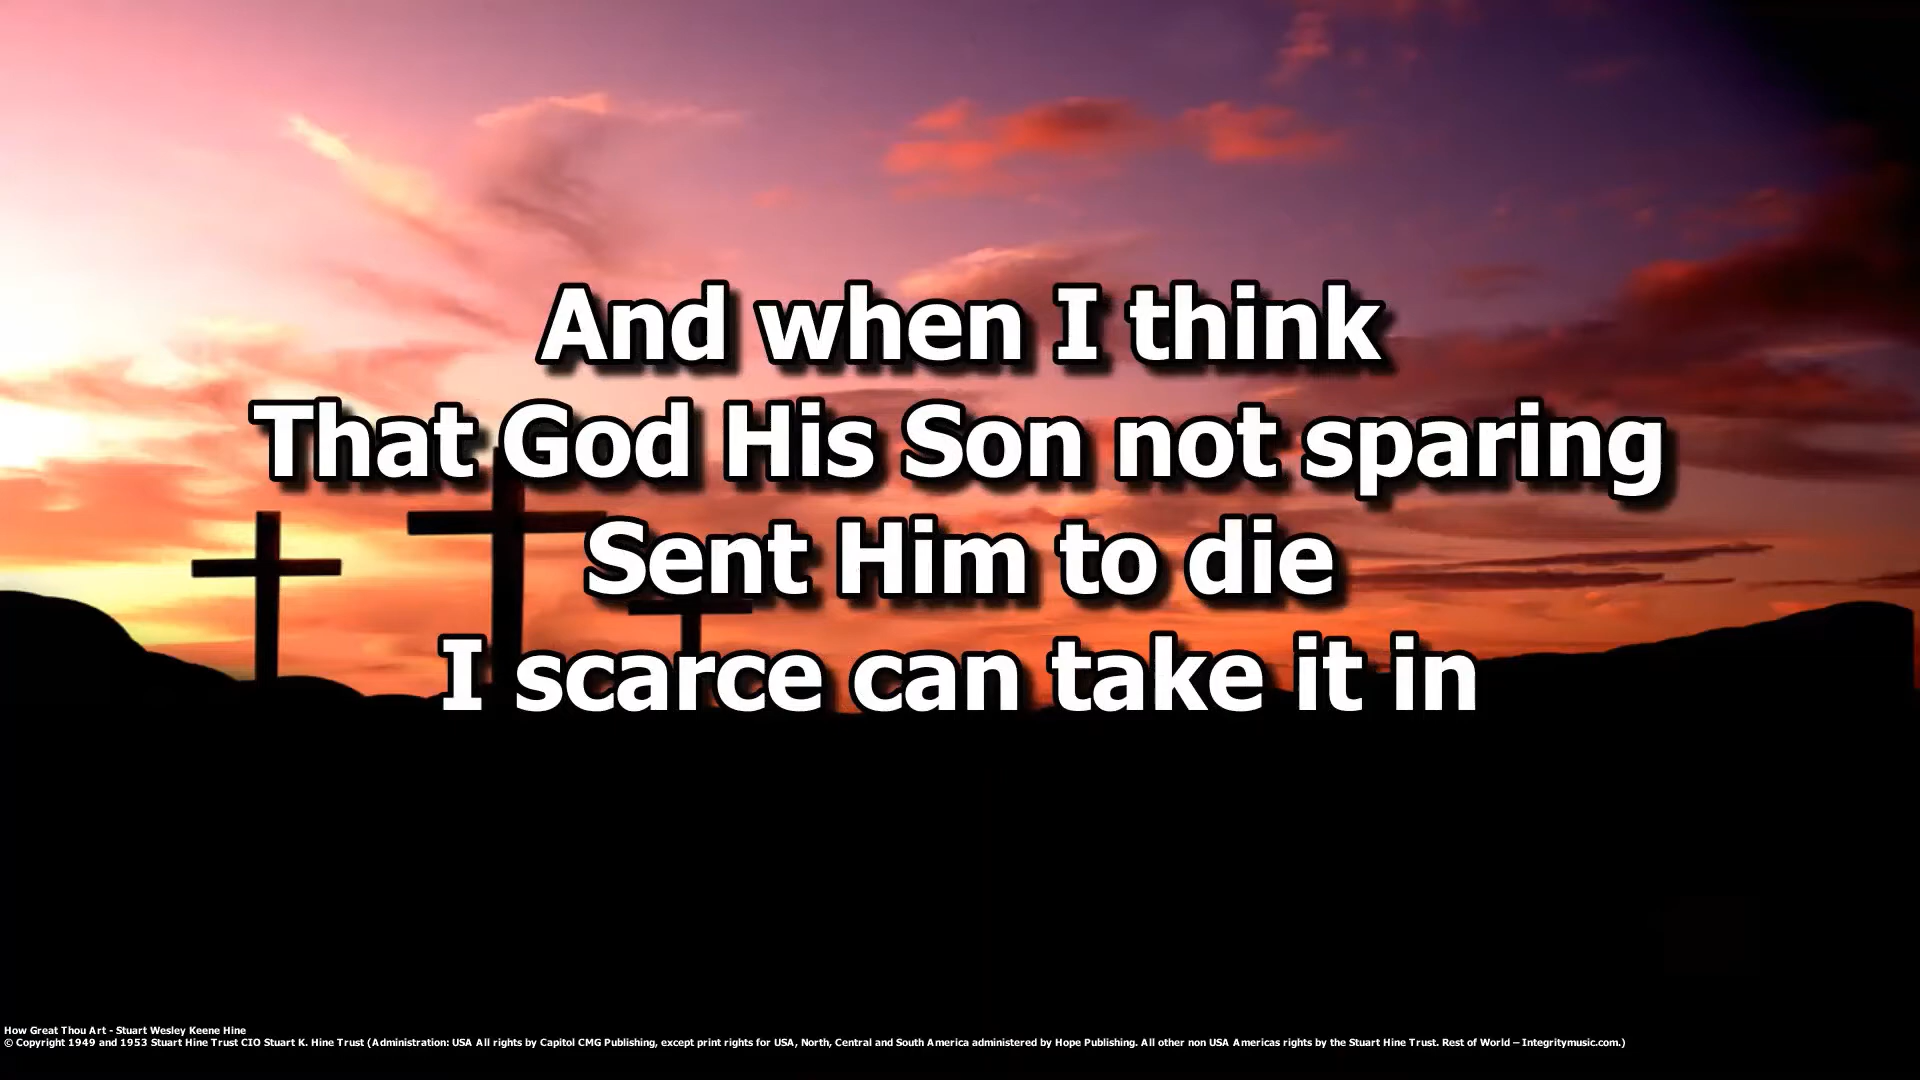 And when I think
That God His Son not sparing
Sent Him to die
I scarce can take it in
How Great Thou Art - Stuart Wesley Keene Hine
© Copyright 1949 and 1953 Stuart Hine Trust CIO Stuart K. Hine Trust (Administration: USA All rights by Capitol CMG Publishing, except print rights for USA, North, Central and South America administered by Hope Publishing. All other non USA Americas rights by the Stuart Hine Trust. Rest of World – Integritymusic.com.)